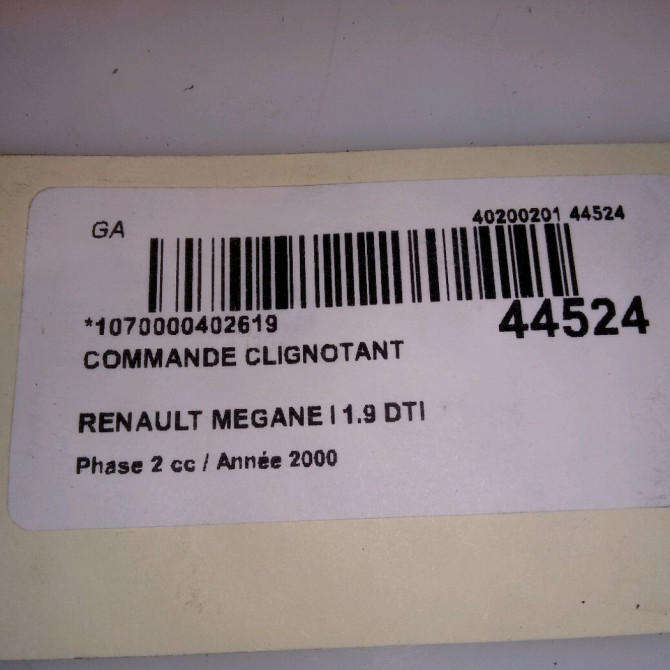 GA
40200201 44524
*1070000402619
44524
COMMANDE CLIGNOTANT
RENAULT MEGANE I 1.9 DTI
Phase 2 cc / Année 2000